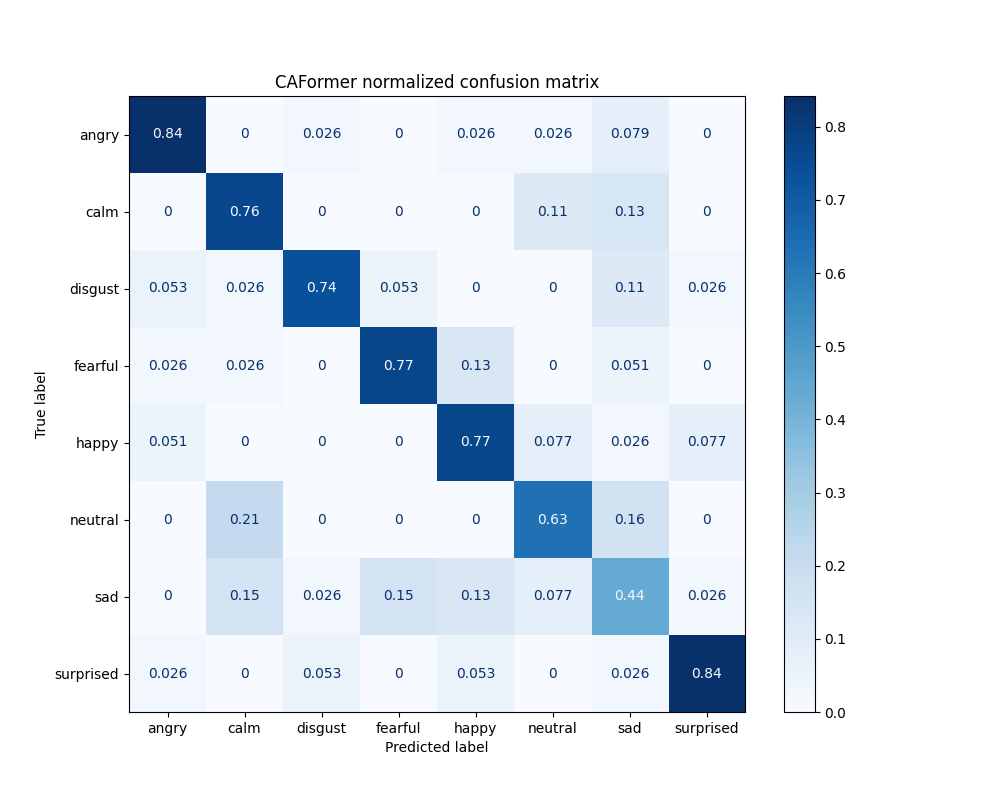 CAFormer normalized confusion matrix
True label
angry 0.84 0 0.026 0 0.026 0.026 0.079 0
calm 0 0.76 0 0 0 0.11 0.13 0
disgust 0.053 0.026 0.74 0.053 0 0 0.11 0.026
fearful 0.026 0.026 0 0.77 0.13 0 0.051 0
happy 0.051 0 0 0 0.77 0.077 0.026 0.077
neutral 0 0.21 0 0 0 0.63 0.16 0
sad 0 0.15 0.026 0.15 0.13 0.077 0.44 0.026
surprised 0.026 0 0.053 0 0.053 0 0.026 0.84
angry calm disgust fearful happy neutral sad surprised
Predicted label
0.8
0.7
0.6
0.5
0.4
0.3
0.2
0.1
0.0